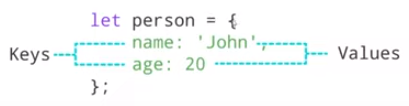 let person = {
Keys name: 'John', Values
age: 20
};